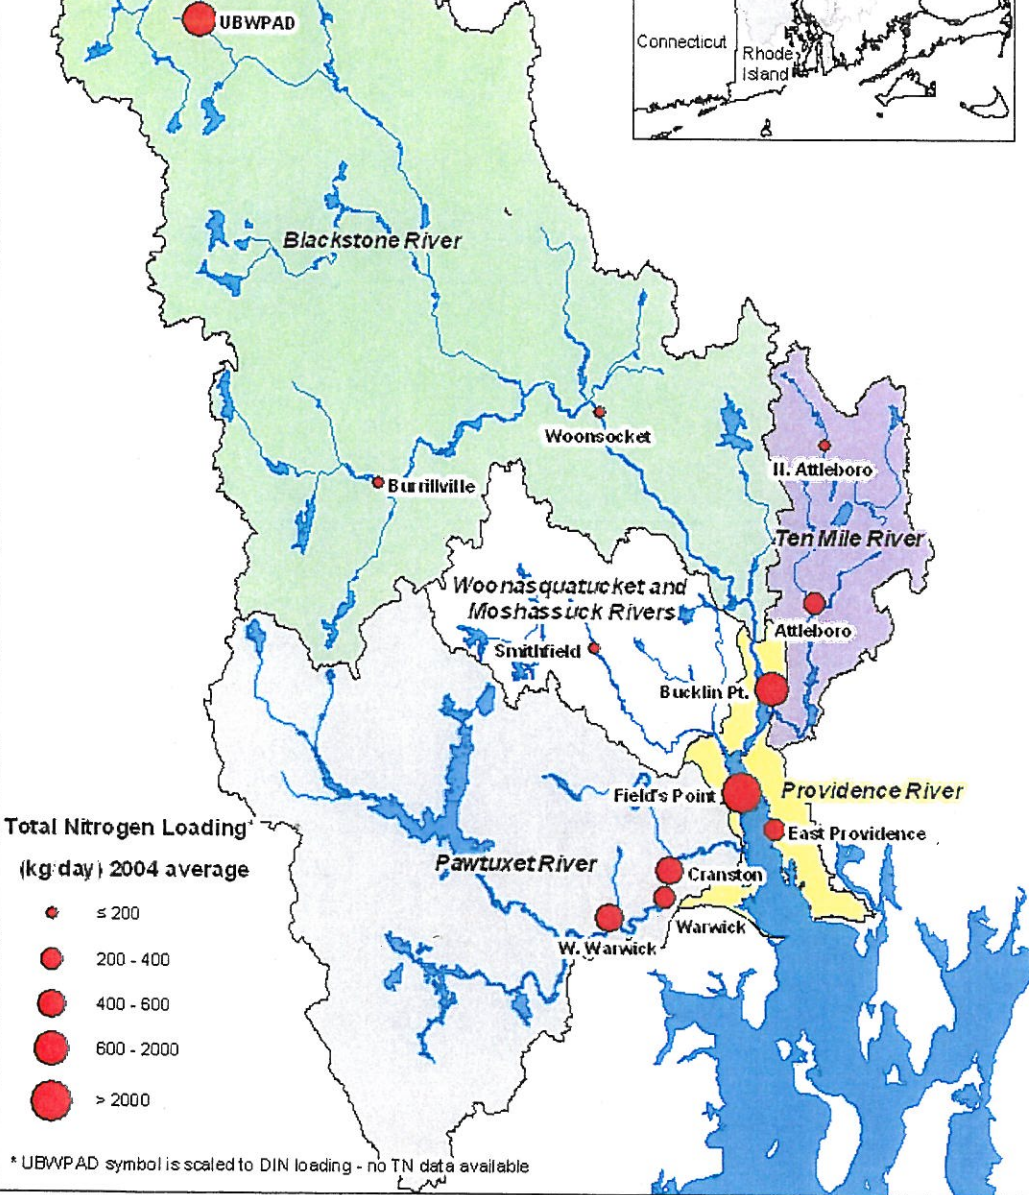 UBWPAD
Connecticut
Rhode
Island
Blackstone River
Woonsocket
N. Attleboro
Burrillville
Ten Mile River
Woonasquatucket and
Moshassuck Rivers
Attleboro
Smithfield
Bucklin Pt.
Field's Point
Providence River
East Providence
Total Nitrogen Loading*
(kg/day) 2004 average
Pawtuxet River
Cranston
Warwick
W. Warwick
≤ 200
200 - 400
400 - 600
600 - 2000
> 2000
* UBWPAD symbol is scaled to DIN loading - no TN data available